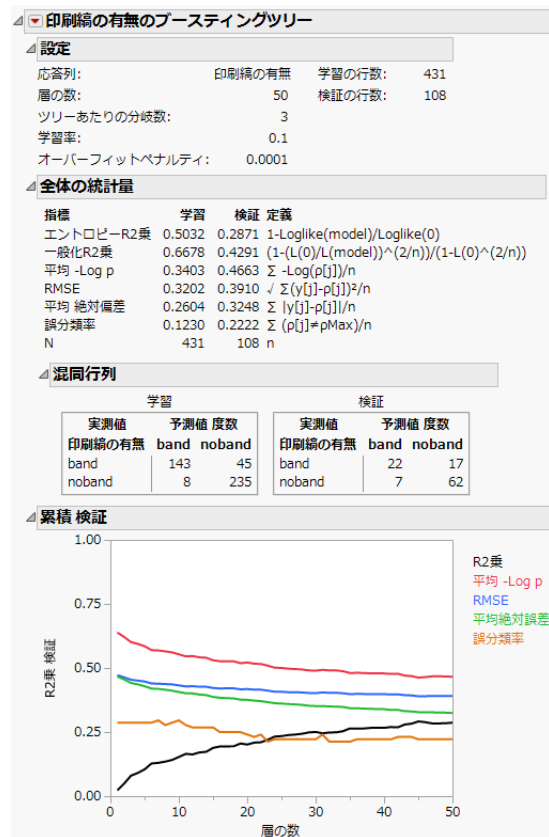 印刷縞の有無のブースティングツリー
設定
応答列: 印刷縞の有無 学習の行数: 431
層の数: 50 検証の行数: 108
ツリーあたりの分岐数: 3
学習率: 0.1
オーバーフィットペナルティ: 0.0001
全体の統計量
指標 学習 検証 定義
エントロピーR2乗 0.5032 0.2871 1-Loglike(model)/Loglike(0)
一般化R2乗 0.6678 0.4291 (1-(L(0)/L(model))^(2/n))/(1-L(0)^(2/n))
平均 -Log p 0.3403 0.4663 Σ -Log(ρ[j])/n
RMSE 0.3202 0.3910 √ Σ(y[j]-ρ[j])²/n
平均 絶対偏差 0.2604 0.3248 Σ |y[j]-ρ[j]|/n
誤分類率 0.1230 0.2222 Σ (ρ[j]≠ρMax)/n
N 431 108 n
混同行列
学習 検証
実測値 予測値 度数 実測値 予測値 度数
印刷縞の有無 band noband 印刷縞の有無 band noband
band 143 45 band 22 17
noband 8 235 noband 7 62
累積 検証
1.00
0.75
0.50
0.25
0.00
R2乗 検証
0 10 20 30 40 50
層の数
R2乗
平均 -Log p
RMSE
平均絶対誤差
誤分類率